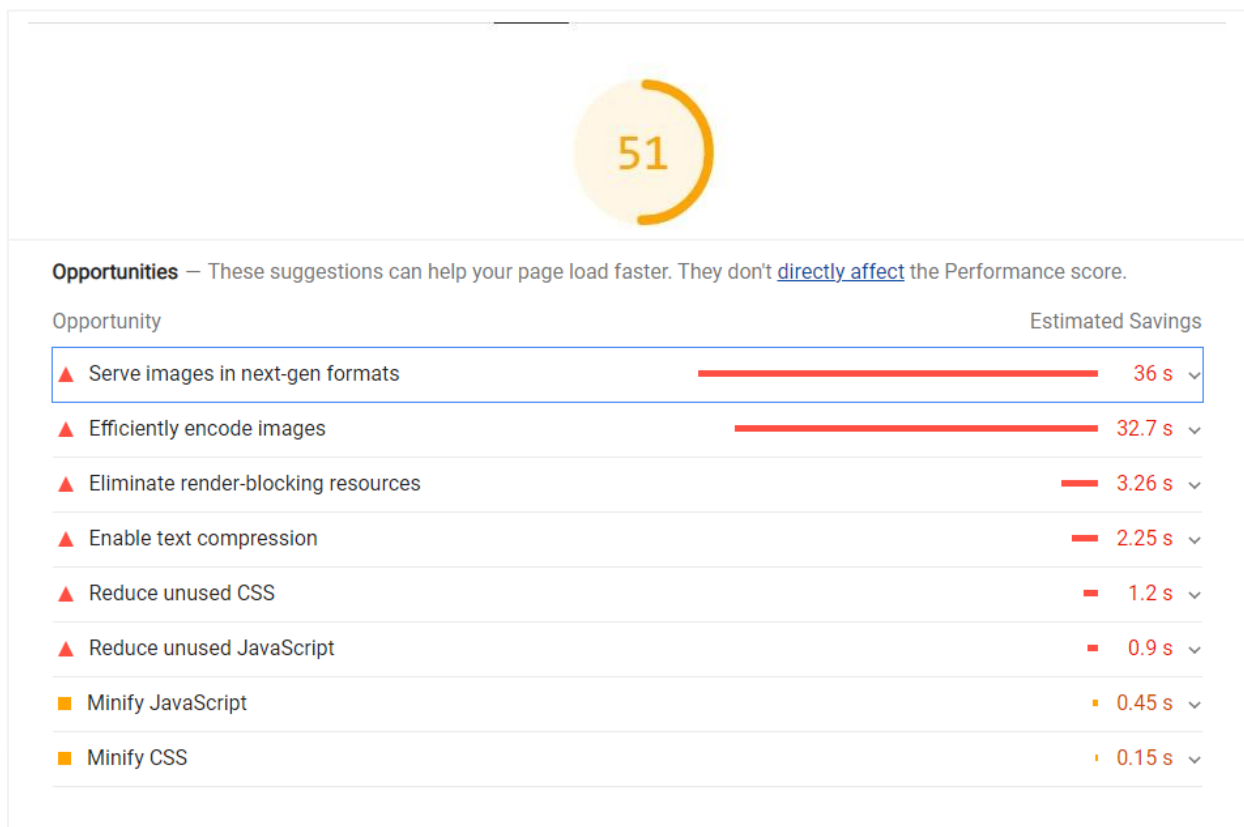 51
Opportunities — These suggestions can help your page load faster. They don't directly affect the Performance score.
Opportunity Estimated Savings
Serve images in next-gen formats 36 s
Efficiently encode images 32.7 s
Eliminate render-blocking resources 3.26 s
Enable text compression 2.25 s
Reduce unused CSS 1.2 s
Reduce unused JavaScript 0.9 s
Minify JavaScript 0.45 s
Minify CSS 0.15 s